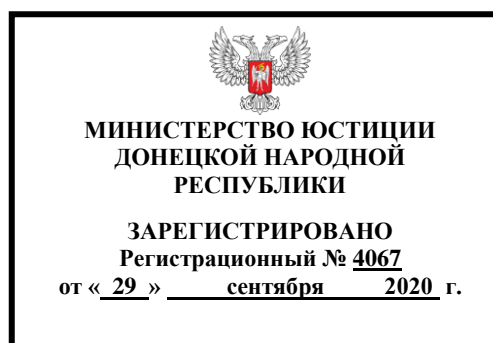 МИНИСТЕРСТВО ЮСТИЦИИ
ДОНЕЦКОЙ НАРОДНОЙ
РЕСПУБЛИКИ
ЗАРЕГИСТРИРОВАНО
Регистрационный № 4067
от « 29 » сентября 2020 г.